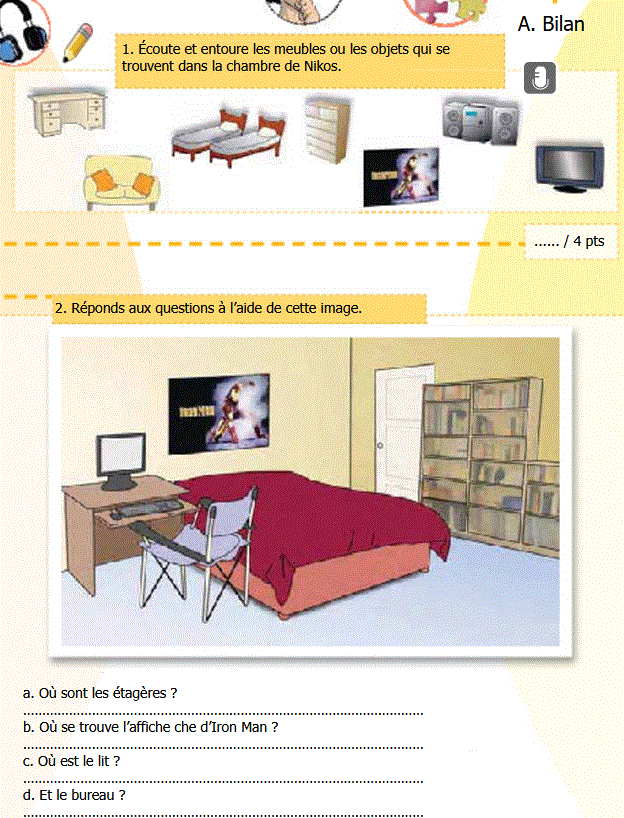 A. Bilan
1. Écoute et entoure les meubles ou les objets qui se
trouvent dans la chambre de Nikos.
...... / 4 pts
2. Réponds aux questions à l'aide de cette image.
IRON MAN
a. Où sont les étagères ?
b. Où se trouve l'affiche che d'Iron Man ?
c. Où est le lit ?
d. Et le bureau ?